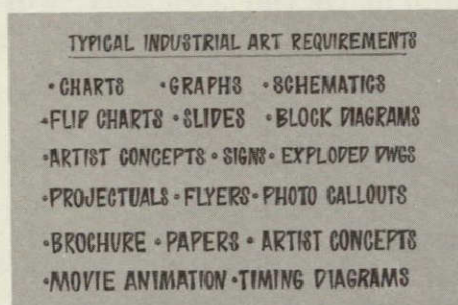 TYPICAL INDUSTRIAL ART REQUIREMENTS
• CHARTS • GRAPHS • SCHEMATICS
• FLIP CHARTS • SLIDES • BLOCK DIAGRAMS
• ARTIST CONCEPTS • SIGNS • EXPLODED DWGS
• PROJECTUALS • FLYERS • PHOTO CALLOUTS
• BROCHURE • PAPERS • ARTIST CONCEPTS
• MOVIE ANIMATION • TIMING DIAGRAMS